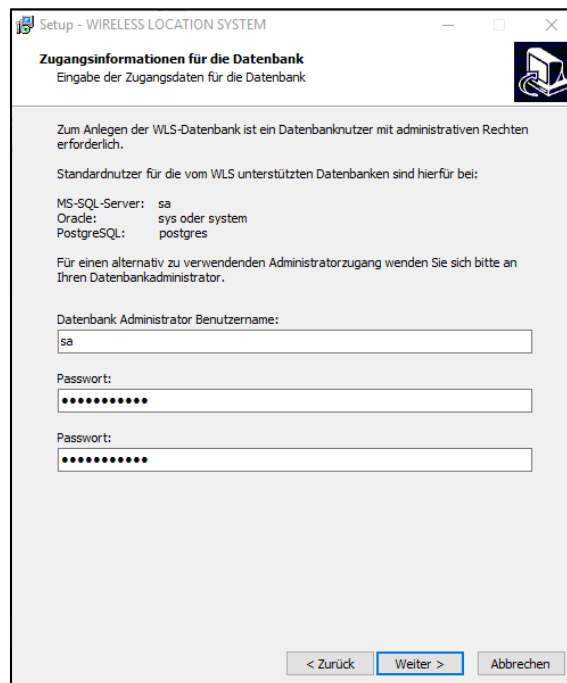 Setup - WIRELESS LOCATION SYSTEM
Zugangsinformationen für die Datenbank
Eingabe der Zugangsdaten für die Datenbank
Zum Anlegen der WLS-Datenbank ist ein Datenbanknutzer mit administrativen Rechten
erforderlich.
Standardnutzer für die vom WLS unterstützten Datenbanken sind hierfür bei:
MS-SQL-Server: sa
Oracle: sys oder system
PostgreSQL: postgres
Für einen alternativ zu verwendenden Administratorzugang wenden Sie sich bitte an
Ihren Datenbankadministrator.
Datenbank Administrator Benutzername:
sa
Passwort:
●●●●●●●●●●●
Passwort:
●●●●●●●●●●●
< Zurück Weiter > Abbrechen